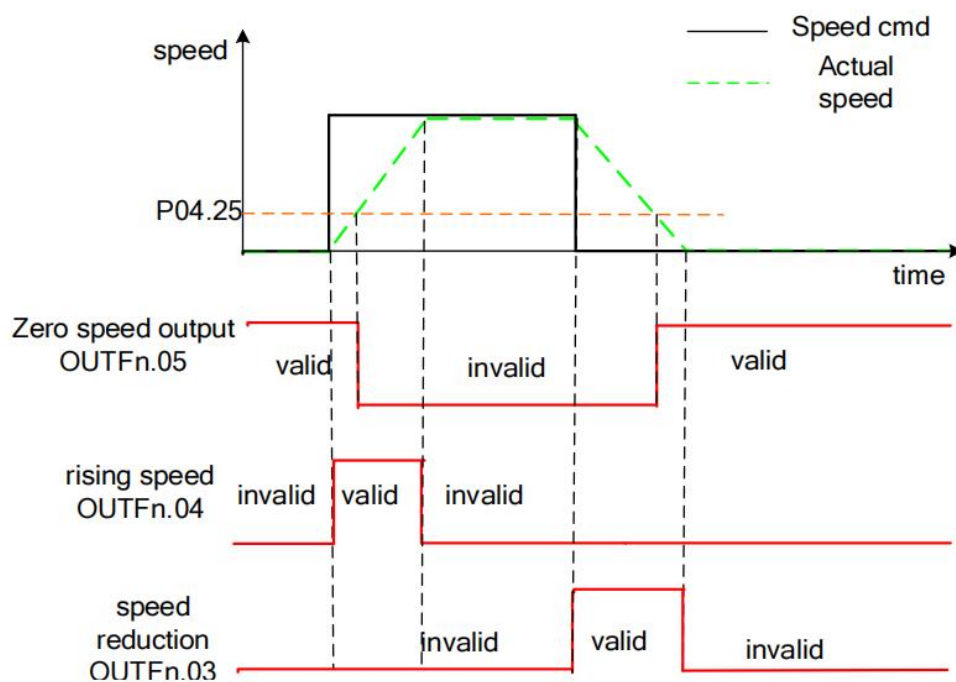 speed
Speed cmd
Actual
speed
P04.25
time
Zero speed output
OUTFn.05
valid
invalid
valid
rising speed
OUTFn.04
invalid
valid
invalid
speed
reduction
OUTFn.03
invalid
valid
invalid